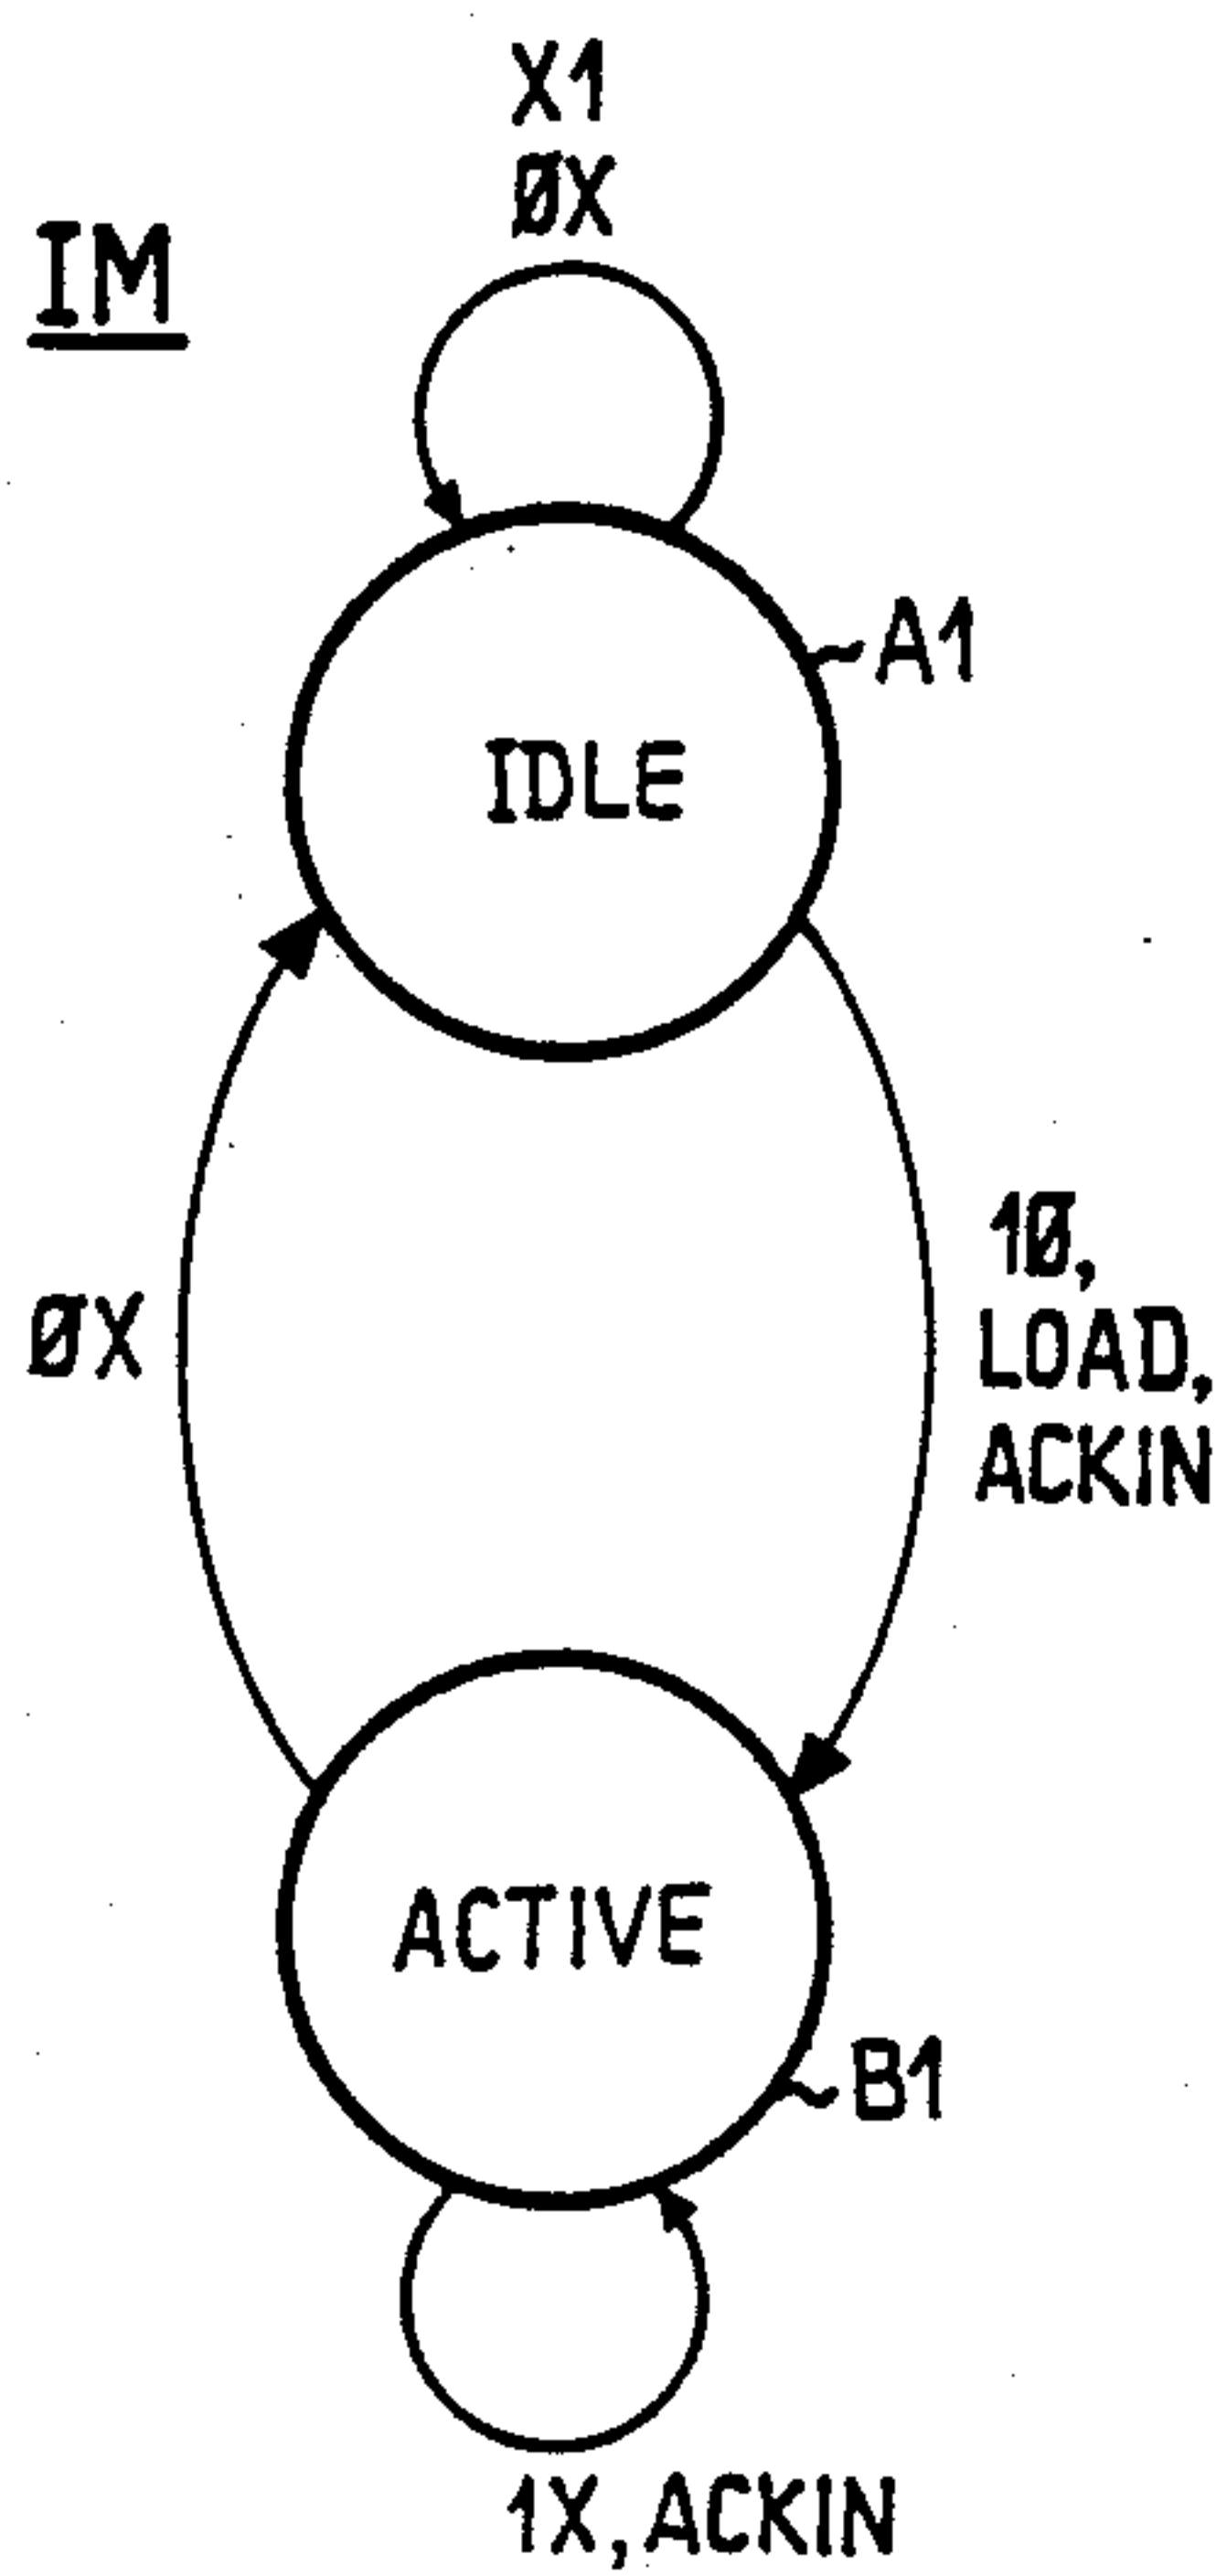 X1
ØX
IM
A1
IDLE
1Ø,
LOAD,
ACKIN
ØX
ACTIVE
B1
1X, ACKIN